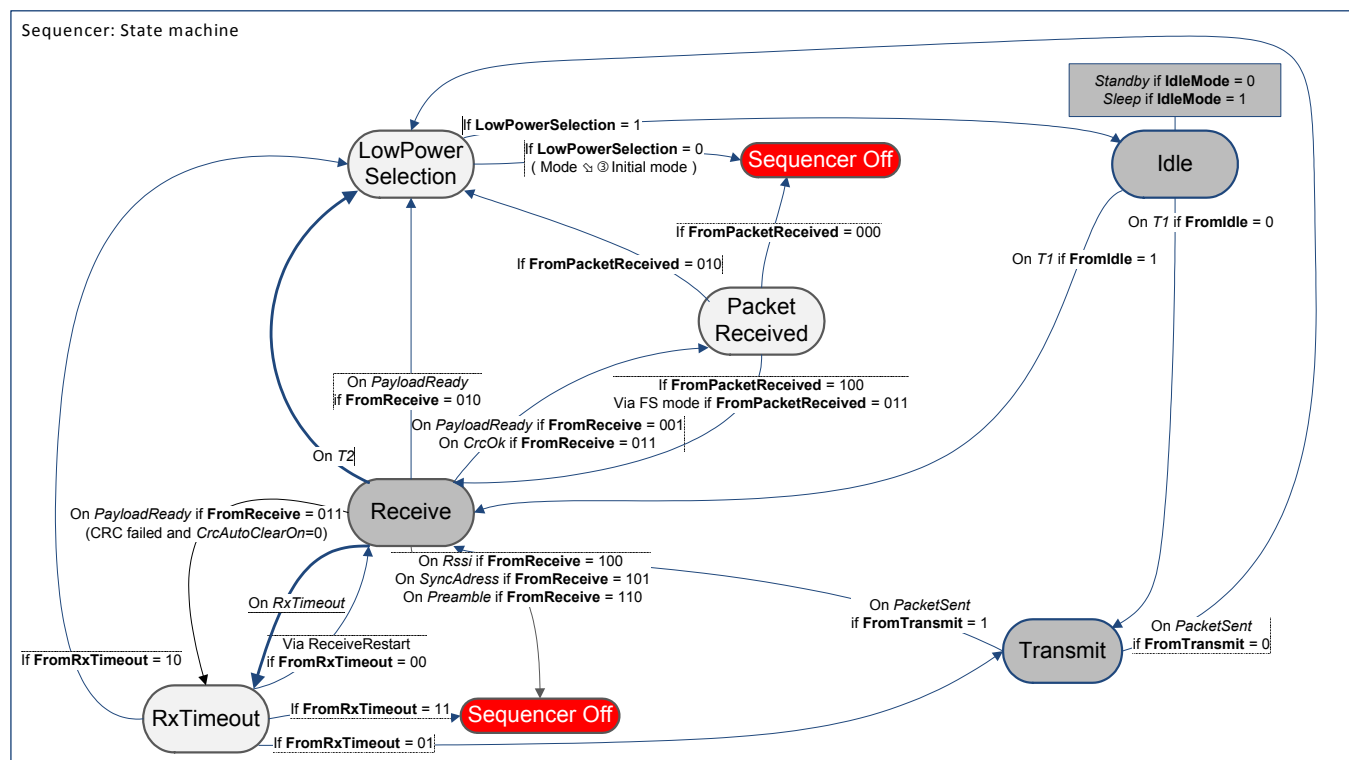 Sequencer: State machine
Standby if IdleMode = 0
Sleep if IdleMode = 1
If LowPowerSelection = 1
LowPower
Selection
If LowPowerSelection = 0
( Mode ⇘ ③ Initial mode )
Sequencer Off
Idle
On T1 if FromIdle = 0
If FromPacketReceived = 000
On T1 if FromIdle = 1
If FromPacketReceived = 010
Packet
Received
On PayloadReady
if FromReceive = 010
If FromPacketReceived = 100
Via FS mode if FromPacketReceived = 011
On PayloadReady if FromReceive = 001
On CrcOk if FromReceive = 011
On T2
Receive
On PayloadReady if FromReceive = 011
(CRC failed and CrcAutoClearOn=0)
On Rssi if FromReceive = 100
On SyncAdress if FromReceive = 101
On Preamble if FromReceive = 110
On RxTimeout
On PacketSent
if FromTransmit = 1
On PacketSent
if FromTransmit = 0
Via ReceiveRestart
if FromRxTimeout = 00
Transmit
If FromRxTimeout = 10
RxTimeout
If FromRxTimeout = 11
Sequencer Off
If FromRxTimeout = 01